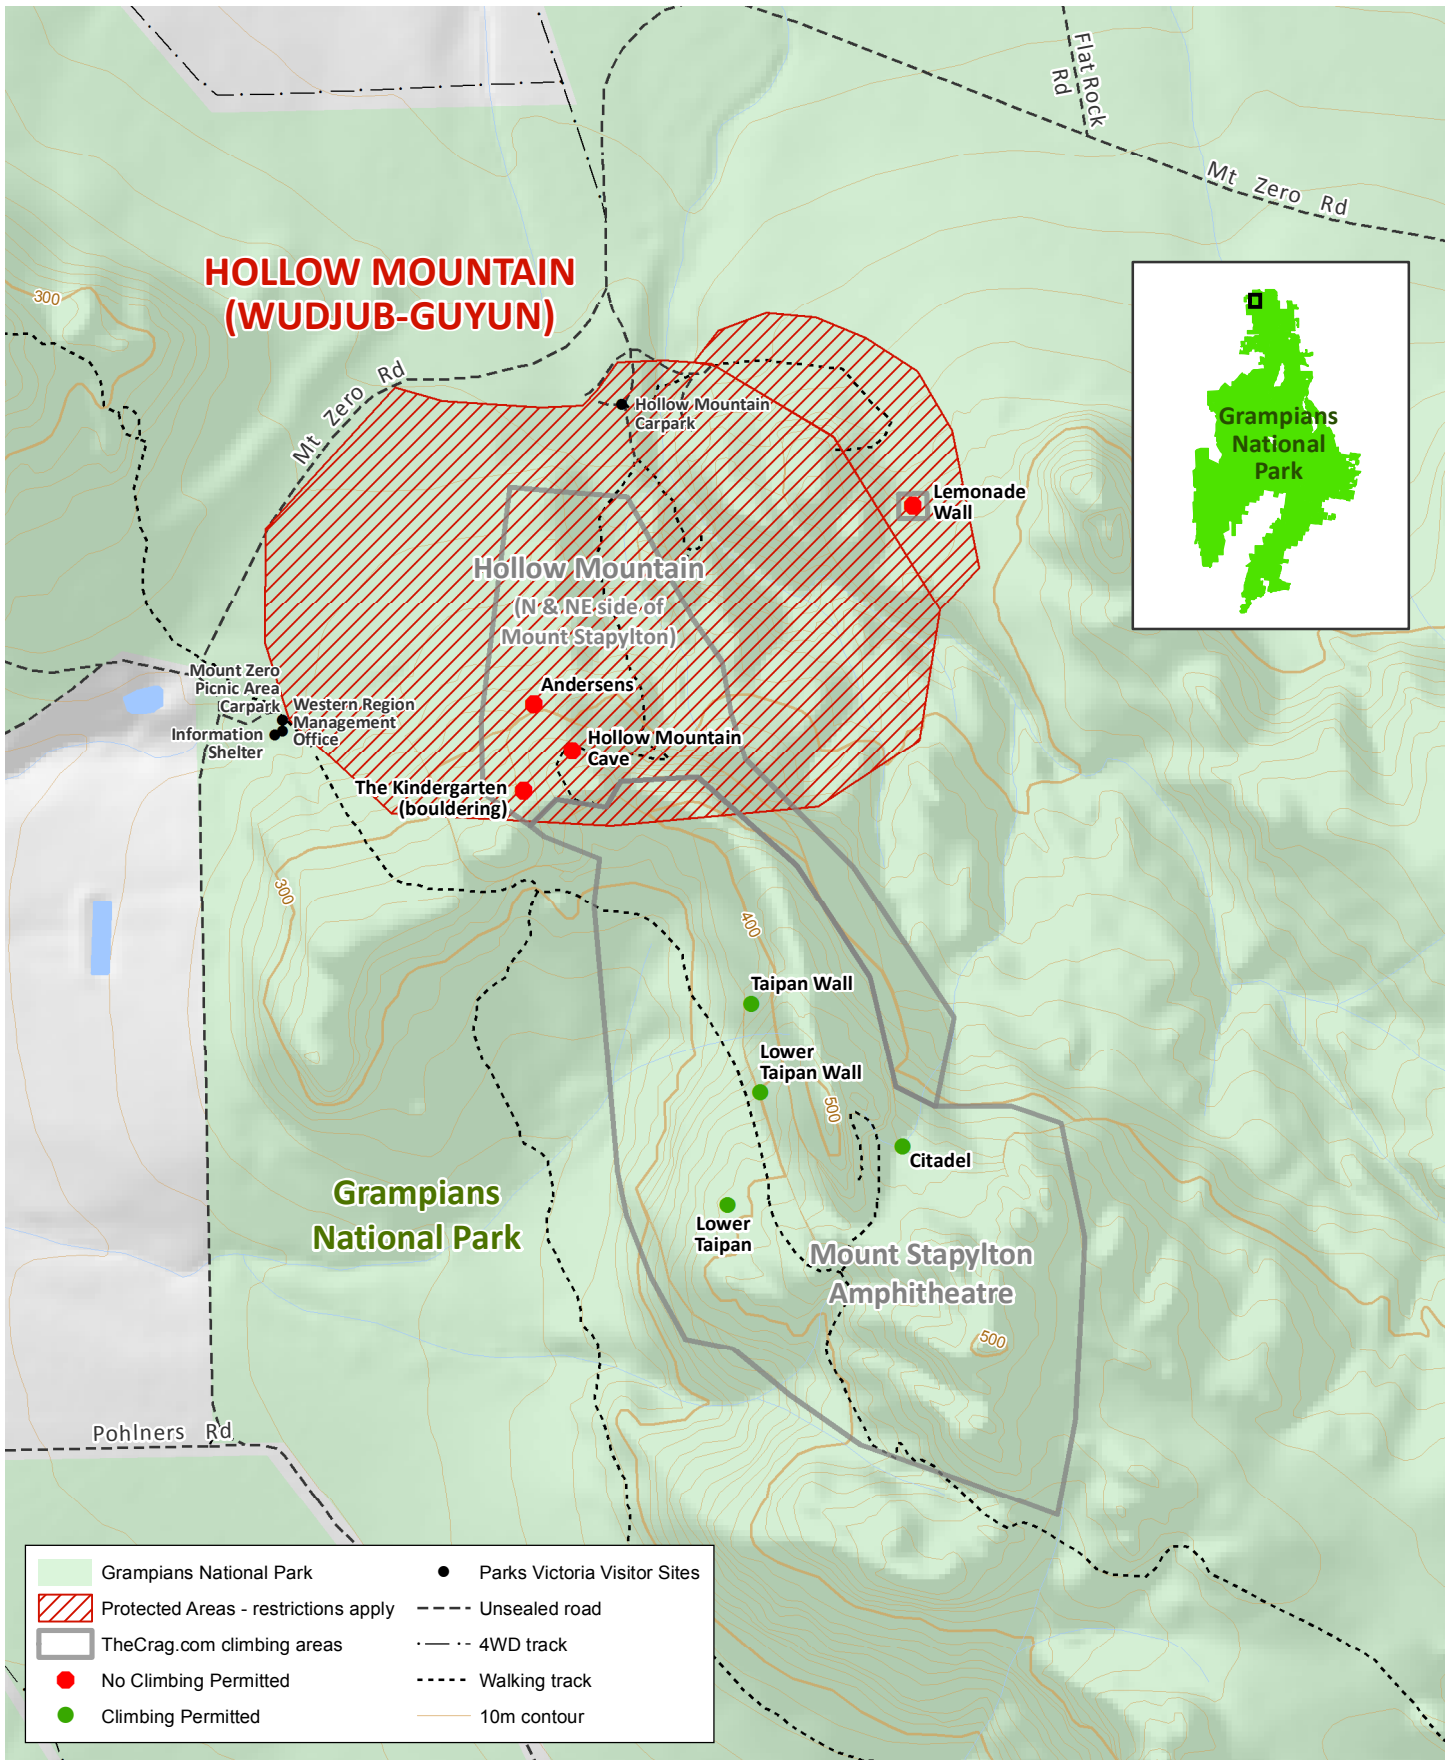 Flat Rock
Rd
Mt Zero Rd
HOLLOW MOUNTAIN
(WUDJUB-GUYUN)
300
Grampians
National
Park
Mt Zero Rd
Hollow Mountain
Carpark
Lemonade
Wall
Hollow Mountain
(N & NE side of
Mount Stapylton)
Mount Zero
Picnic Area
Carpark
Western Region
Management
Office
Information
Shelter
Andersens
Hollow Mountain
Cave
The Kindergarten
(bouldering)
300
400
Taipan Wall
Lower
Taipan Wall
500
Citadel
Grampians
National Park
Lower
Taipan
Mount Stapylton
Amphitheatre
500
Pohlners Rd
Grampians National Park
Protected Areas - restrictions apply
TheCrag.com climbing areas
No Climbing Permitted
Climbing Permitted
Parks Victoria Visitor Sites
Unsealed road
4WD track
Walking track
10m contour